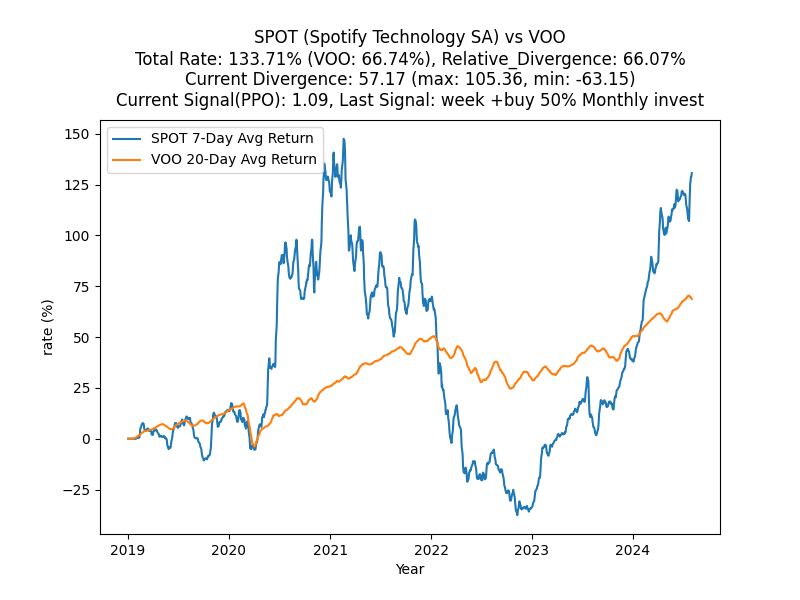 SPOT (Spotify Technology SA) vs VOO
Total Rate: 133.71% (VOO: 66.74%), Relative_Divergence: 66.07%
Current Divergence: 57.17 (max: 105.36, min: -63.15)
Current Signal(PPO): 1.09, Last Signal: week +buy 50% Monthly invest
SPOT 7-Day Avg Return
VOO 20-Day Avg Return
150
125
100
75
50
25
0
−25
rate (%)
2019
2020
2021
2022
2023
2024
Year